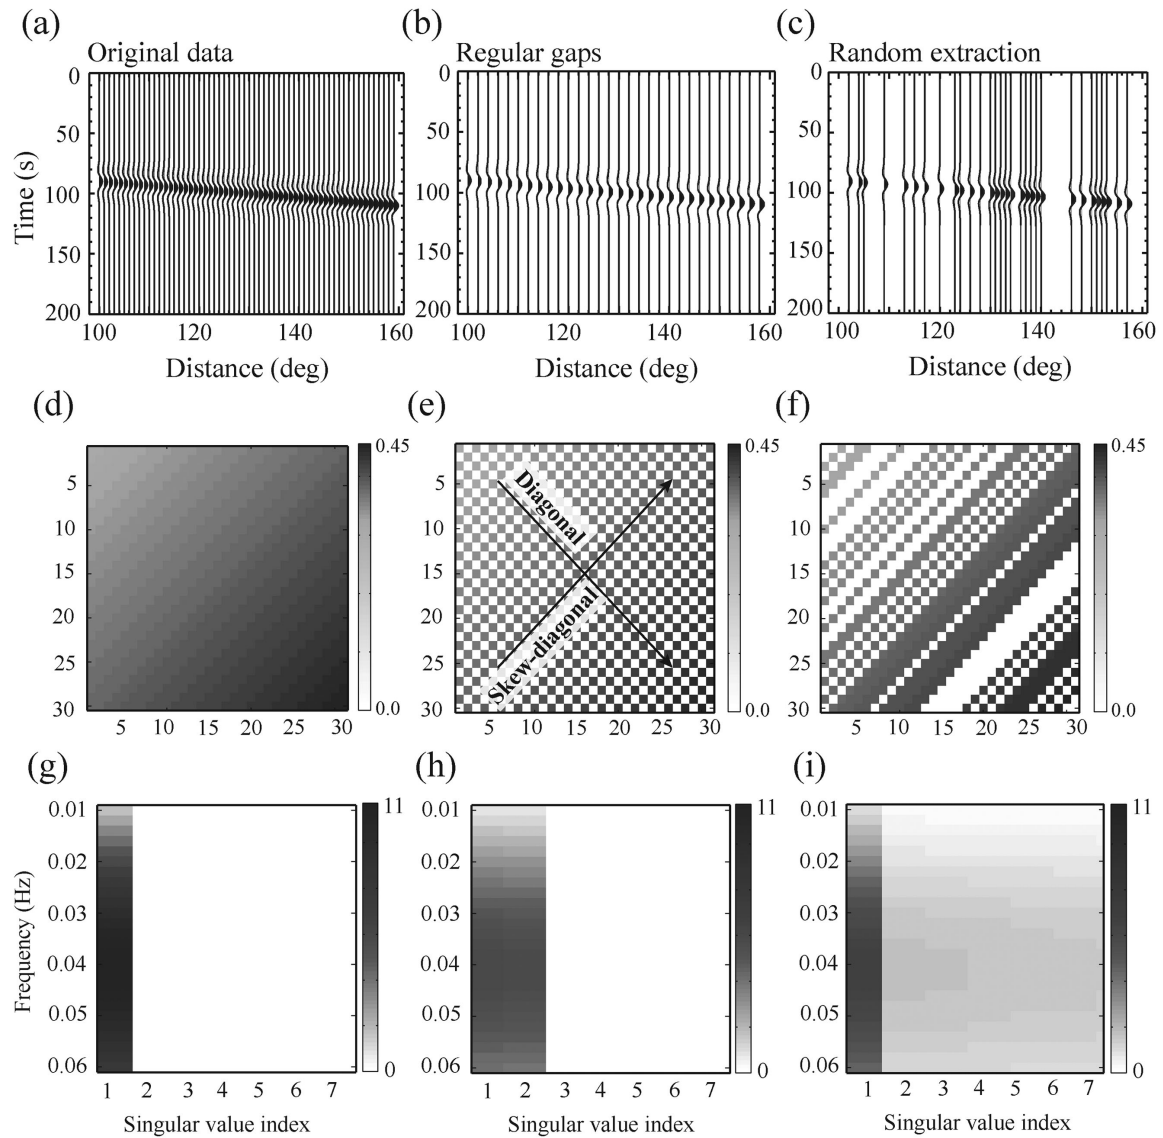 (a) (b) (c)
Original data Regular gaps Random extraction
0 0 0
50 50 50
100 100 100
150 150 150
200 200 200
Time (s)
100 120 140 160 100 120 140 160 100 120 140 160
Distance (deg) Distance (deg) Distance (deg)
(d) (e) (f)
0.45 0.45 0.45
5 5 5
10 10 10
15 15 15
20 20 20
25 25 25
30 0.0 30 0.0 30 0.0
Diagonal
Skew-diagonal
5 10 15 20 25 30 5 10 15 20 25 30 5 10 15 20 25 30
(g) (h) (i)
0.01 11 0.01 11 0.01 11
0.02 0.02 0.02
0.03 0.03 0.03
0.04 0.04 0.04
0.05 0.05 0.05
0.06 0 0.06 0 0.06 0
Frequency (Hz)
1 2 3 4 5 6 7 1 2 3 4 5 6 7 1 2 3 4 5 6 7
Singular value index Singular value index Singular value index